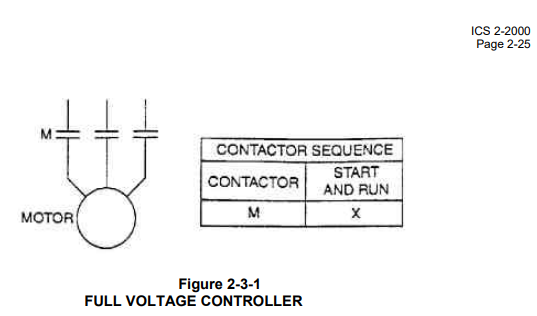 ICS 2-2000
Page 2-25
M
MOTOR
CONTACTOR SEQUENCE
CONTACTOR
START
AND RUN
M
X
Figure 2-3-1
FULL VOLTAGE CONTROLLER